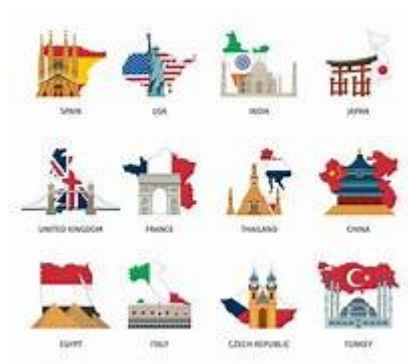 SPAIN
USA
INDIA
JAPAN
UNITED KINGDOM
FRANCE
THAILAND
CHINA
EGYPT
ITALY
CZECH REPUBLIC
TURKEY